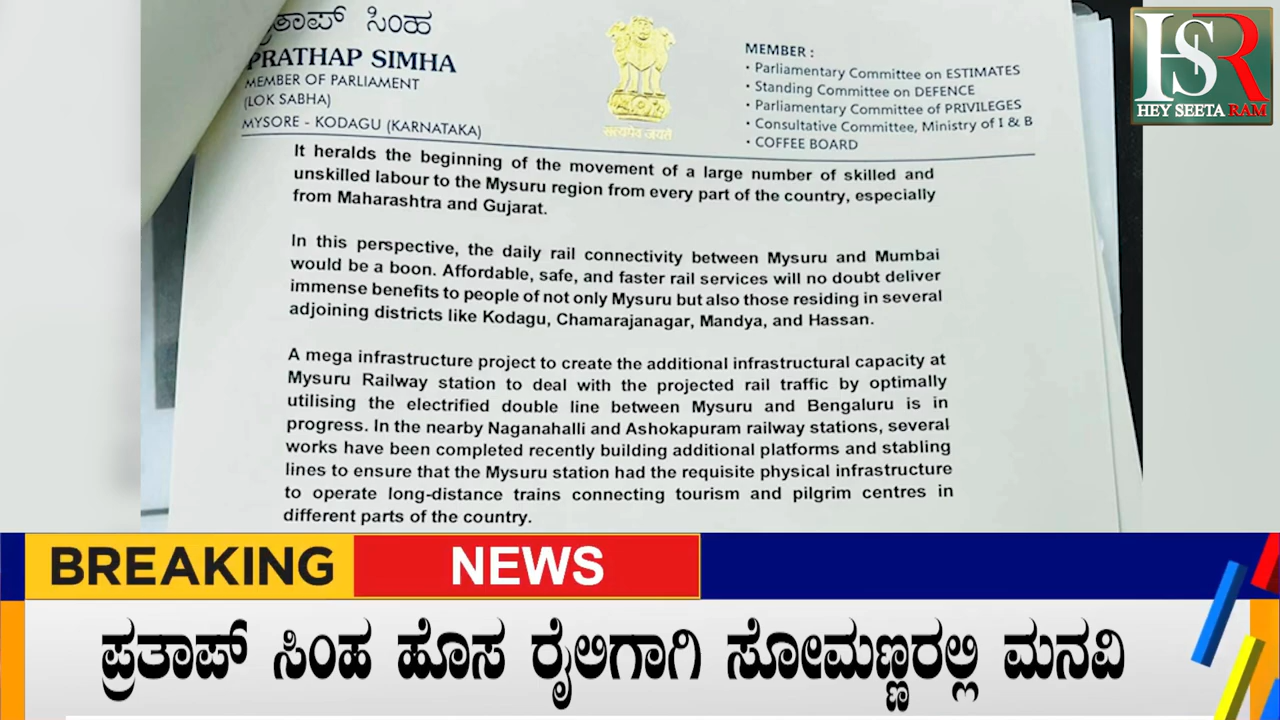 ಪ್ರತಾಪ್ ಸಿಂಹ
PRATHAP SIMHA
MEMBER OF PARLIAMENT
(LOK SABHA)
MYSORE - KODAGU (KARNATAKA)
सत्यमेव जयते
MEMBER :
• Parliamentary Committee on ESTIMATES
• Standing Committee on DEFENCE
• Parliamentary Committee of PRIVILEGES
• Consultative Committee, Ministry of I & B
• COFFEE BOARD
HSR
HEY SEETA RAM
It heralds the beginning of the movement of a large number of skilled and
unskilled labour to the Mysuru region from every part of the country, especially
from Maharashtra and Gujarat.
In this perspective, the daily rail connectivity between Mysuru and Mumbai
would be a boon. Affordable, safe, and faster rail services will no doubt deliver
immense benefits to people of not only Mysuru but also those residing in several
adjoining districts like Kodagu, Chamarajanagar, Mandya, and Hassan.
A mega infrastructure project to create the additional infrastructural capacity at
Mysuru Railway station to deal with the projected rail traffic by optimally
utilising the electrified double line between Mysuru and Bengaluru is in
progress. In the nearby Naganahalli and Ashokapuram railway stations, several
works have been completed recently building additional platforms and stabling
lines to ensure that the Mysuru station had the requisite physical infrastructure
to operate long-distance trains connecting tourism and pilgrim centres in
different parts of the country.
BREAKING NEWS
ಪ್ರತಾಪ್ ಸಿಂಹ ಹೊಸ ರೈಲಿಗಾಗಿ ಸೋಮಣ್ಣರಲ್ಲಿ ಮನವಿ